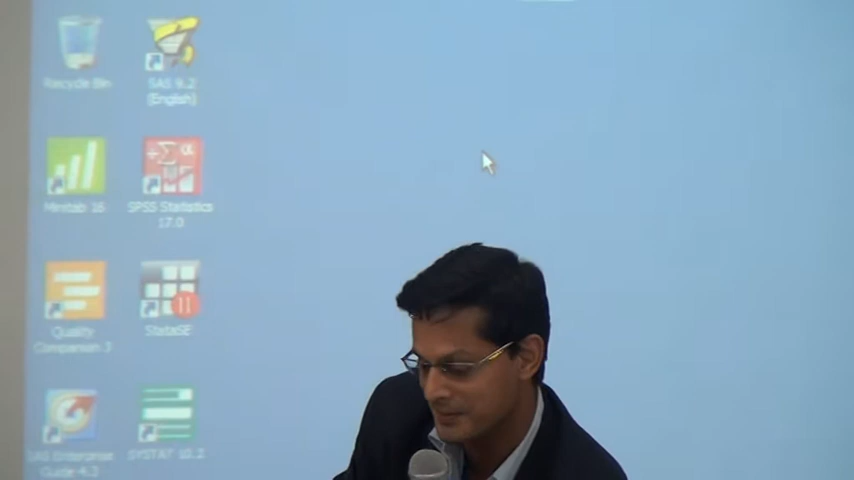 Recycle Bin
SAS 9.2
(English)
Minitab 16
SPSS Statistics
17.0
Quality
Companion 3
StataSE
11
SAS Enterprise
Guide 4.3
SYSTAT 10.2